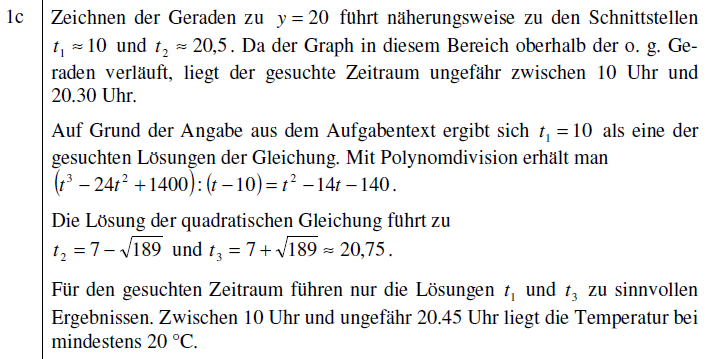 1c Zeichnen der Geraden zu y = 20 führt näherungsweise zu den Schnittstellen
t₁ ≈ 10 und t₂ ≈ 20,5. Da der Graph in diesem Bereich oberhalb der o. g. Ge-
raden verläuft, liegt der gesuchte Zeitraum ungefähr zwischen 10 Uhr und
20.30 Uhr.
Auf Grund der Angabe aus dem Aufgabentext ergibt sich t₁ = 10 als eine der
gesuchten Lösungen der Gleichung. Mit Polynomdivision erhält man
(t³ − 24t² + 1400) : (t − 10) = t² − 14t − 140.
Die Lösung der quadratischen Gleichung führt zu
t₂ = 7 − √189 und t₃ = 7 + √189 ≈ 20,75.
Für den gesuchten Zeitraum führen nur die Lösungen t₁ und t₃ zu sinnvollen
Ergebnissen. Zwischen 10 Uhr und ungefähr 20.45 Uhr liegt die Temperatur bei
mindestens 20 °C.